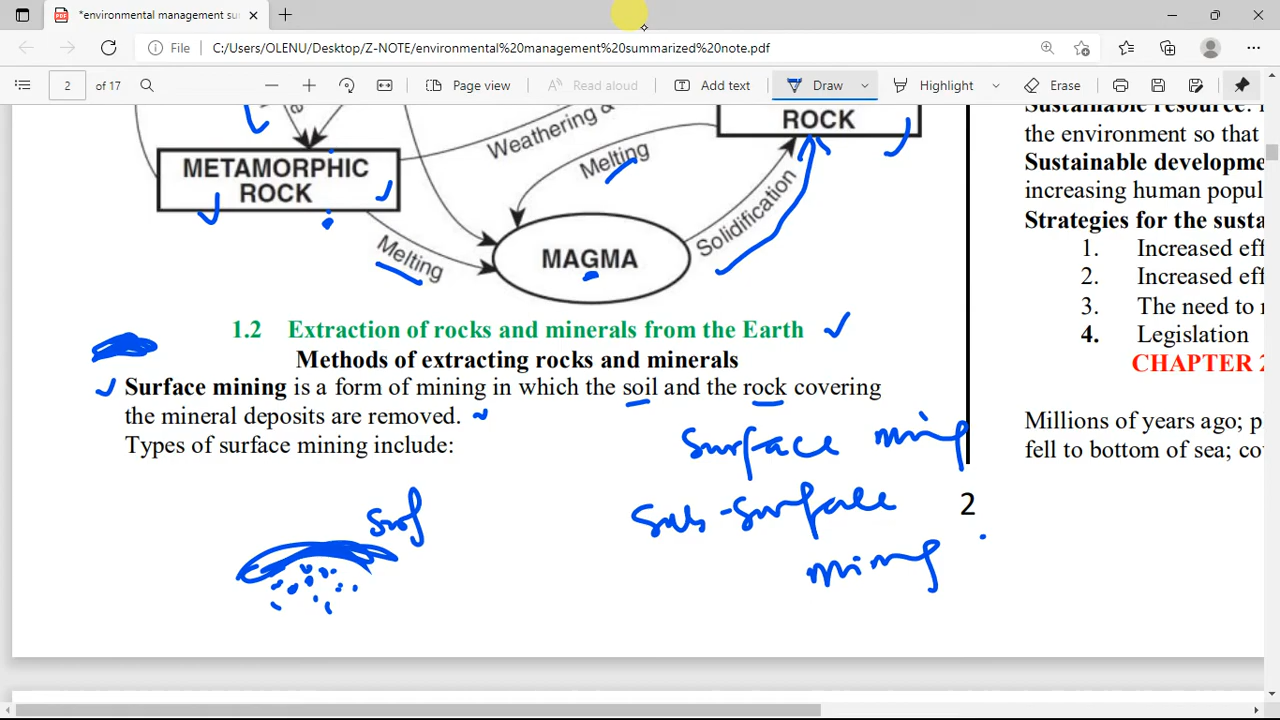 *environmental management su
File
C:/Users/OLENU/Desktop/Z-NOTE/environmental%20management%20summarized%20note.pdf
2 of 17
Page view
Read aloud
Add text
Draw
Highlight
Erase
Weathering &
ROCK
METAMORPHIC
ROCK
Melting
Solidification
Melting
MAGMA
1.2 Extraction of rocks and minerals from the Earth
Methods of extracting rocks and minerals
Surface mining is a form of mining in which the soil and the rock covering
the mineral deposits are removed.
Types of surface mining include:
surface
surf
sub-surface
2
the environment so that
Sustainable developme
increasing human popul
Strategies for the susta
1. Increased eff
2. Increased eff
3. The need to r
4. Legislation
CHAPTER 2
Millions of years ago; p
fell to bottom of sea; co